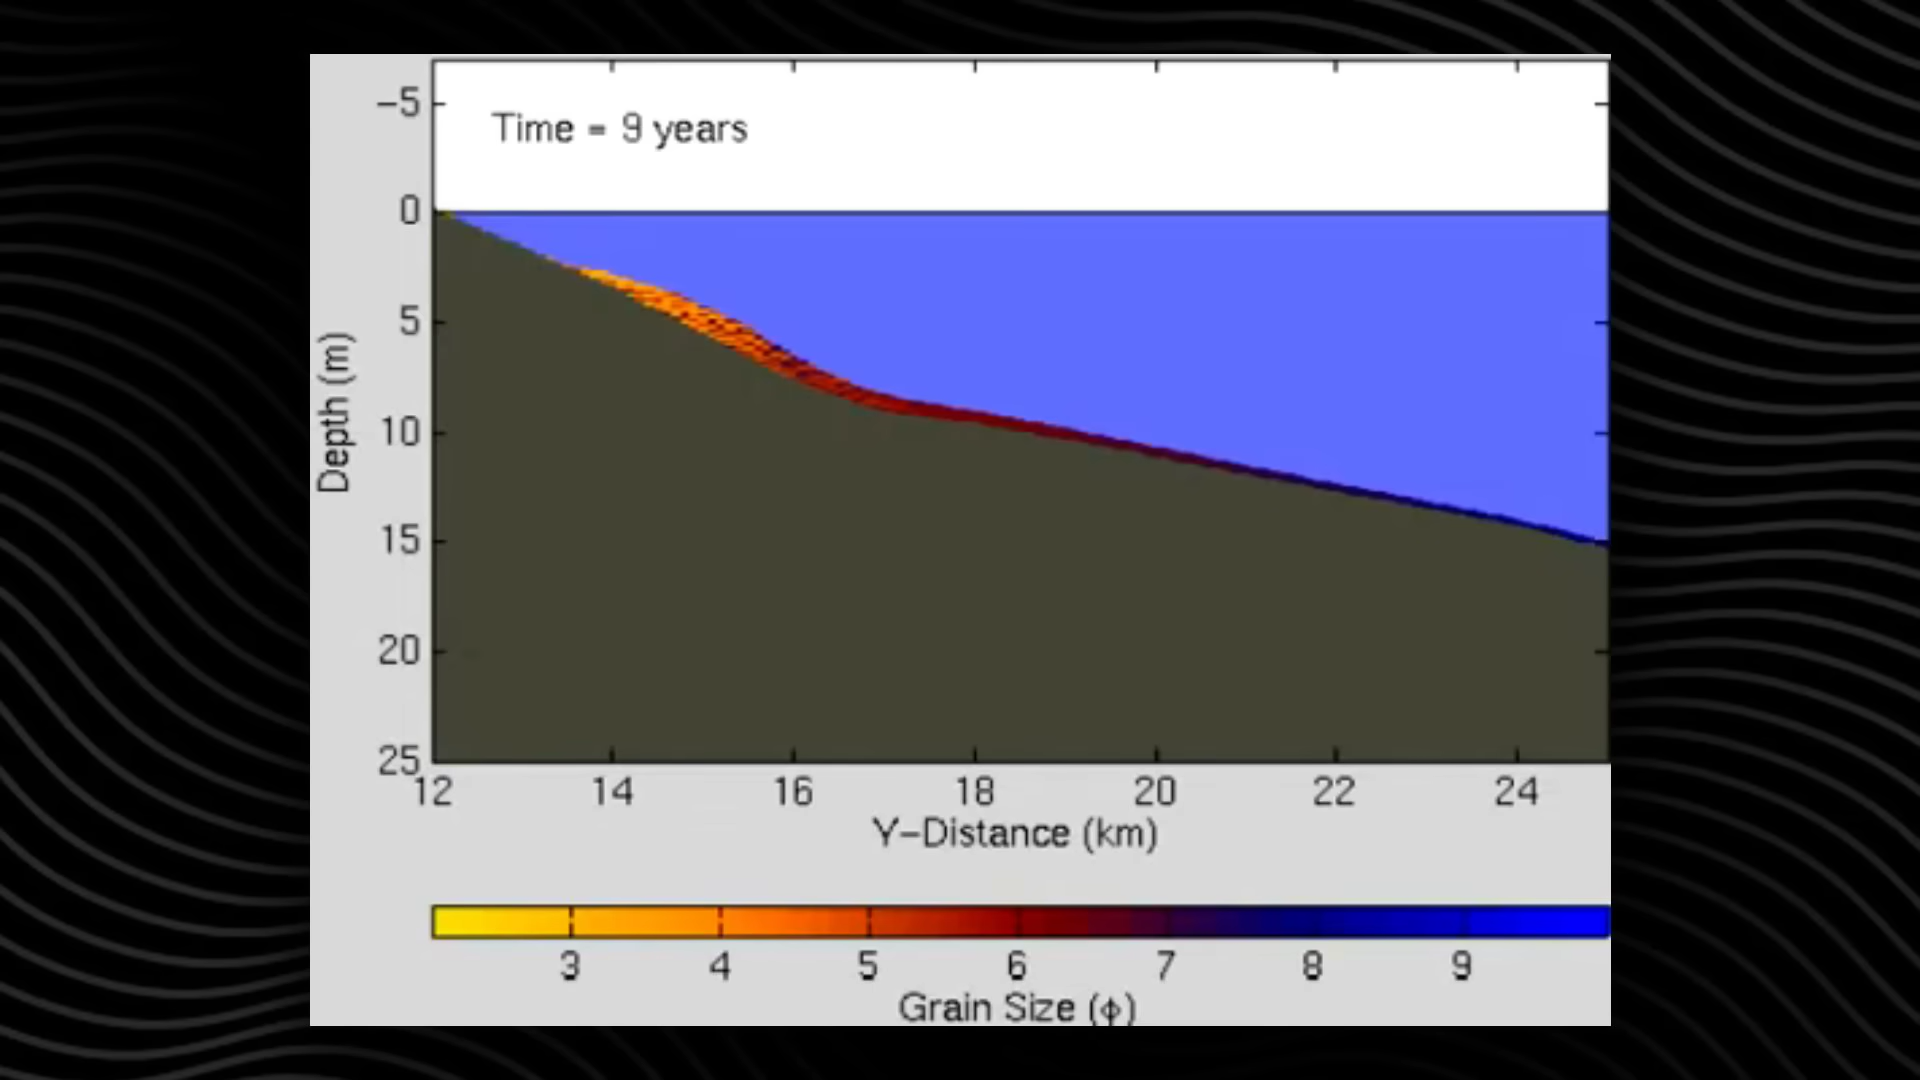 −5
Time = 9 years
0
5
10
15
20
25
Depth (m)
12 14 16 18 20 22 24
Y−Distance (km)
3 4 5 6 7 8 9
Grain Size (ϕ)